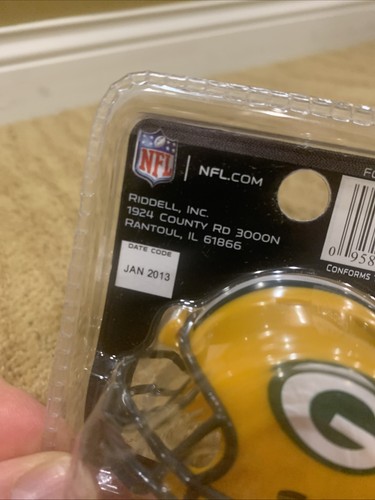 NFL
NFL.COM
RIDDELL, INC.
1924 COUNTY RD 3000N
RANTOUL, IL 61866
DATE CODE
JAN 2013
0 958
CONFORMS
G